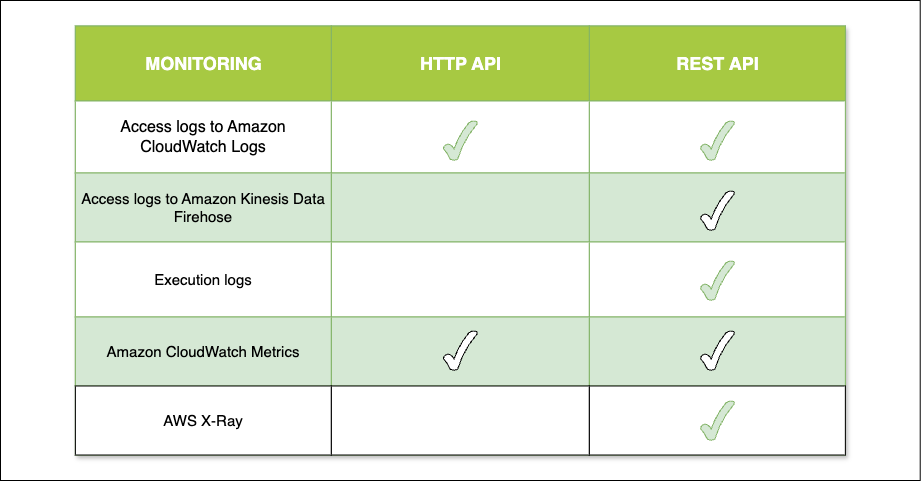 MONITORING HTTP API REST API
Access logs to Amazon
CloudWatch Logs
Access logs to Amazon Kinesis Data
Firehose
Execution logs
Amazon CloudWatch Metrics
AWS X-Ray